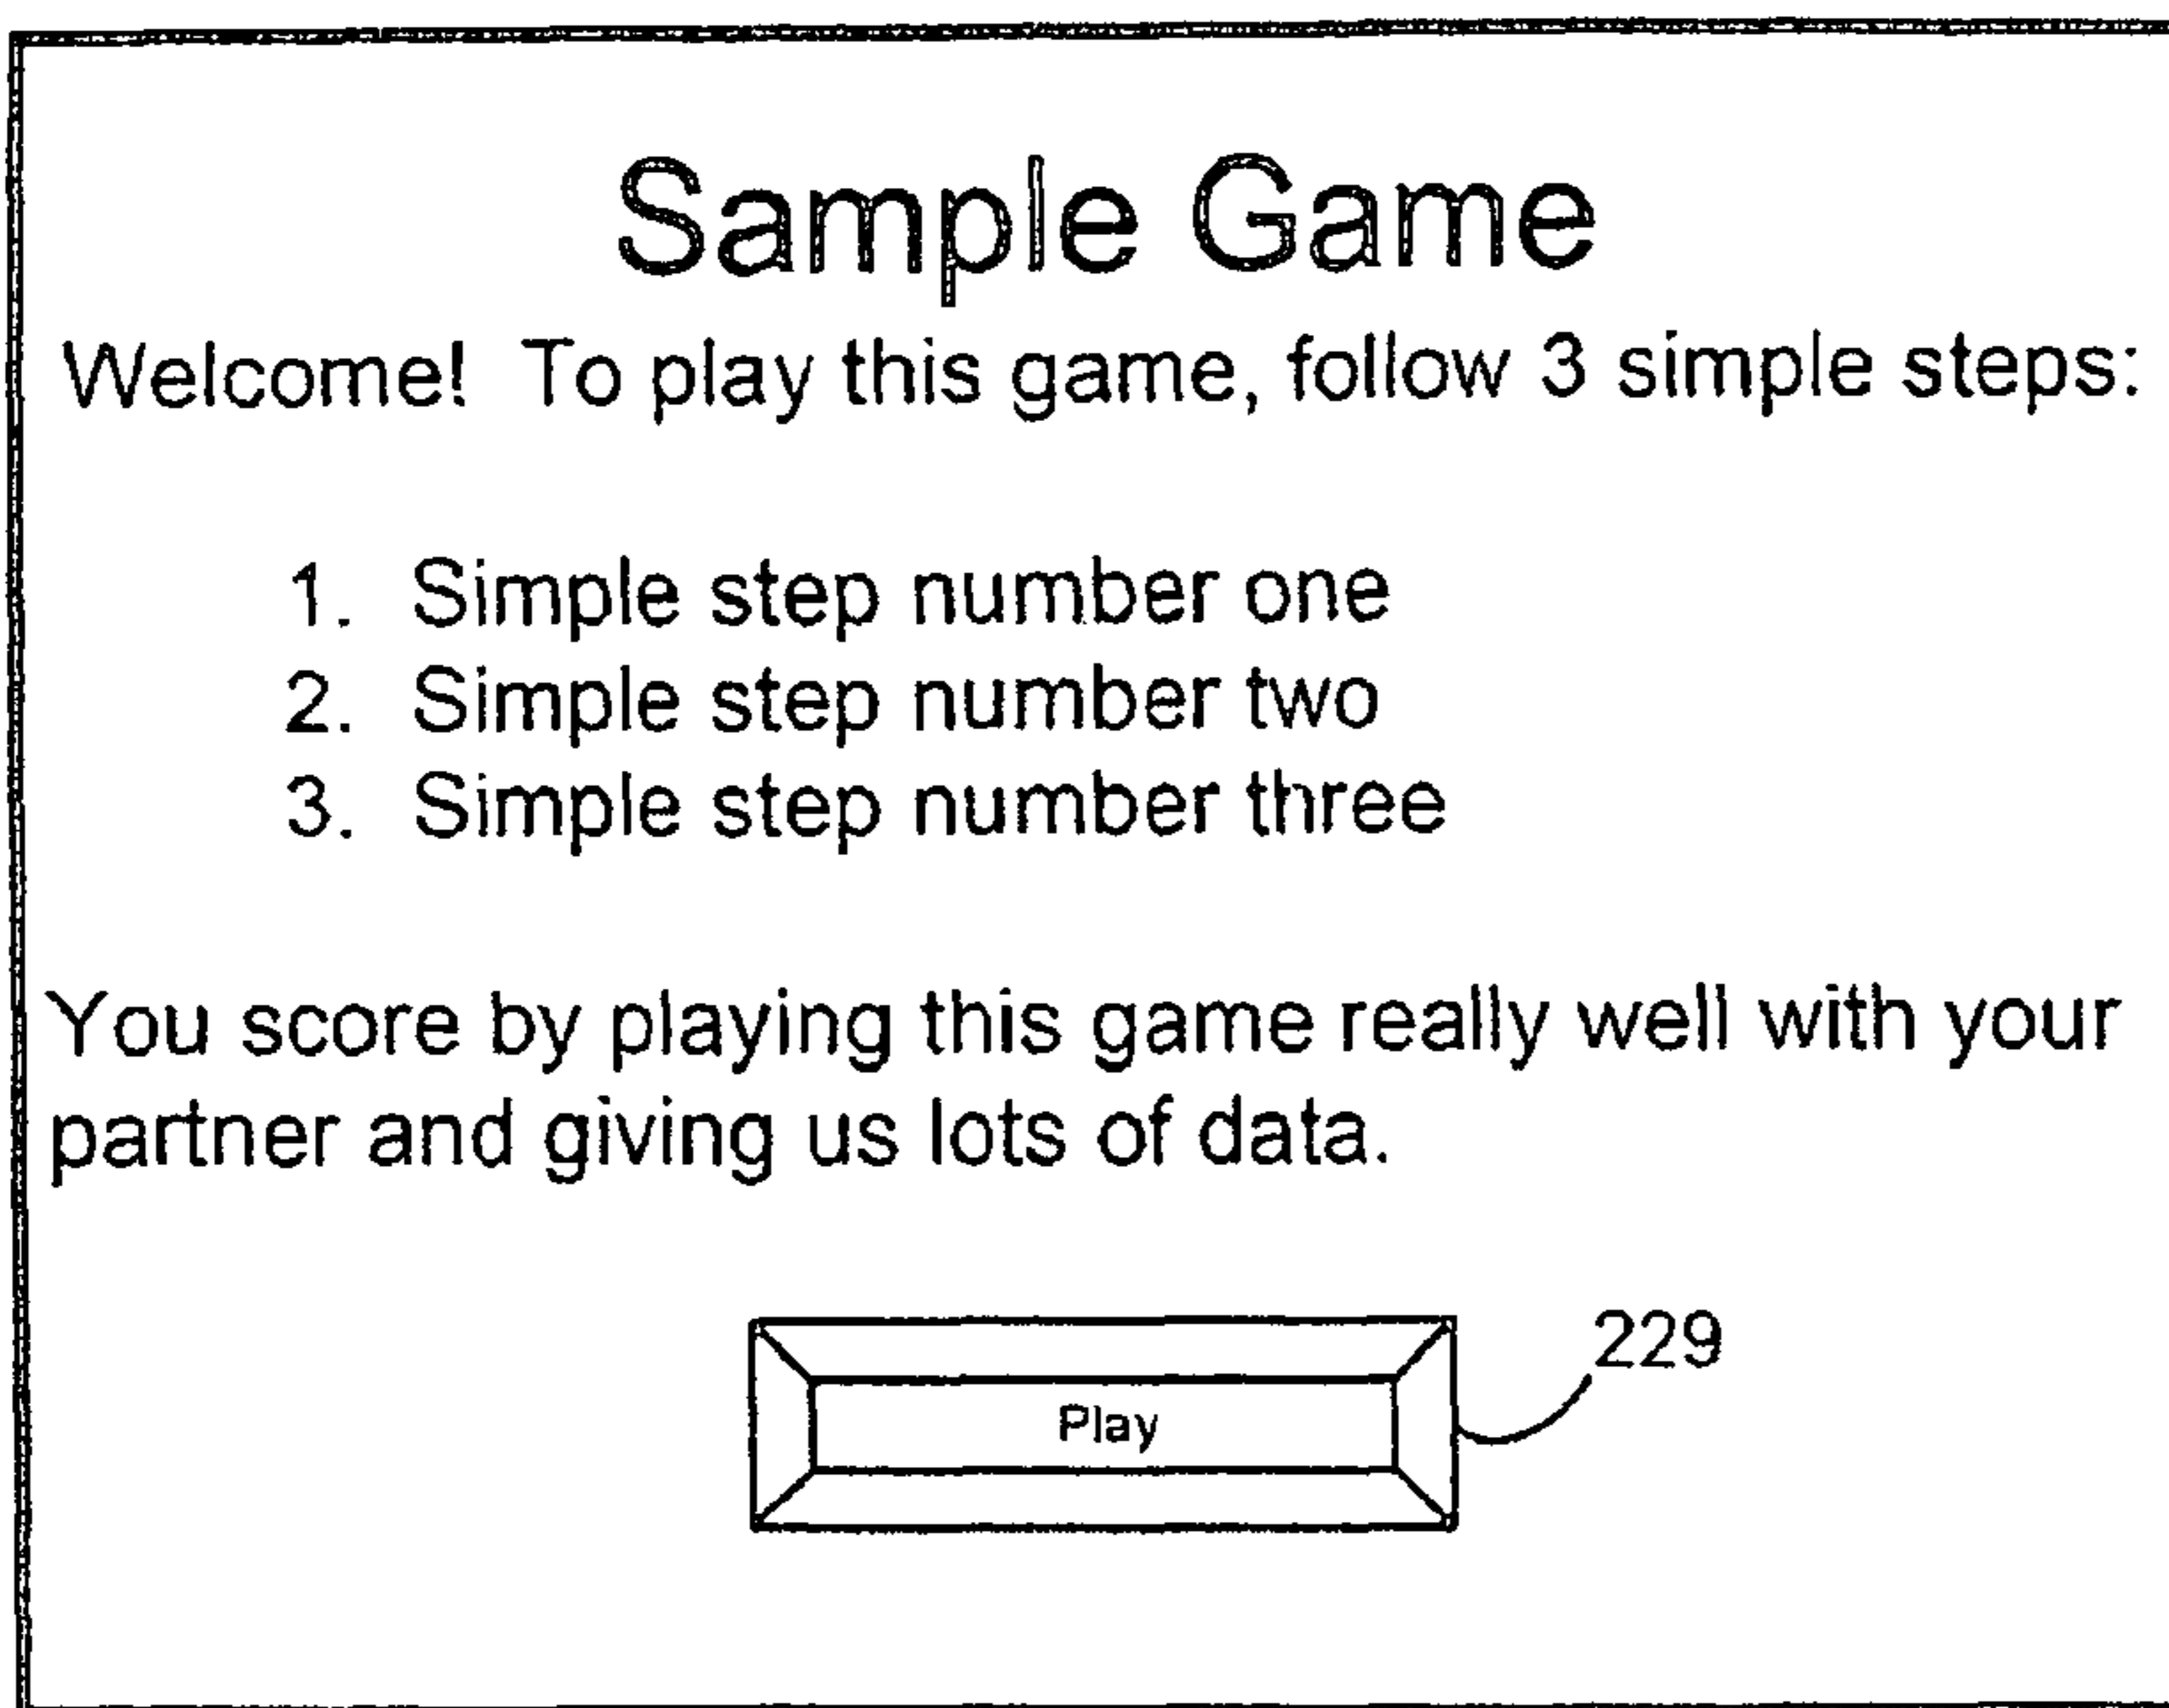 Sample Game
Welcome! To play this game, follow 3 simple steps:
1. Simple step number one
2. Simple step number two
3. Simple step number three
You score by playing this game really well with your
partner and giving us lots of data.
229
Play